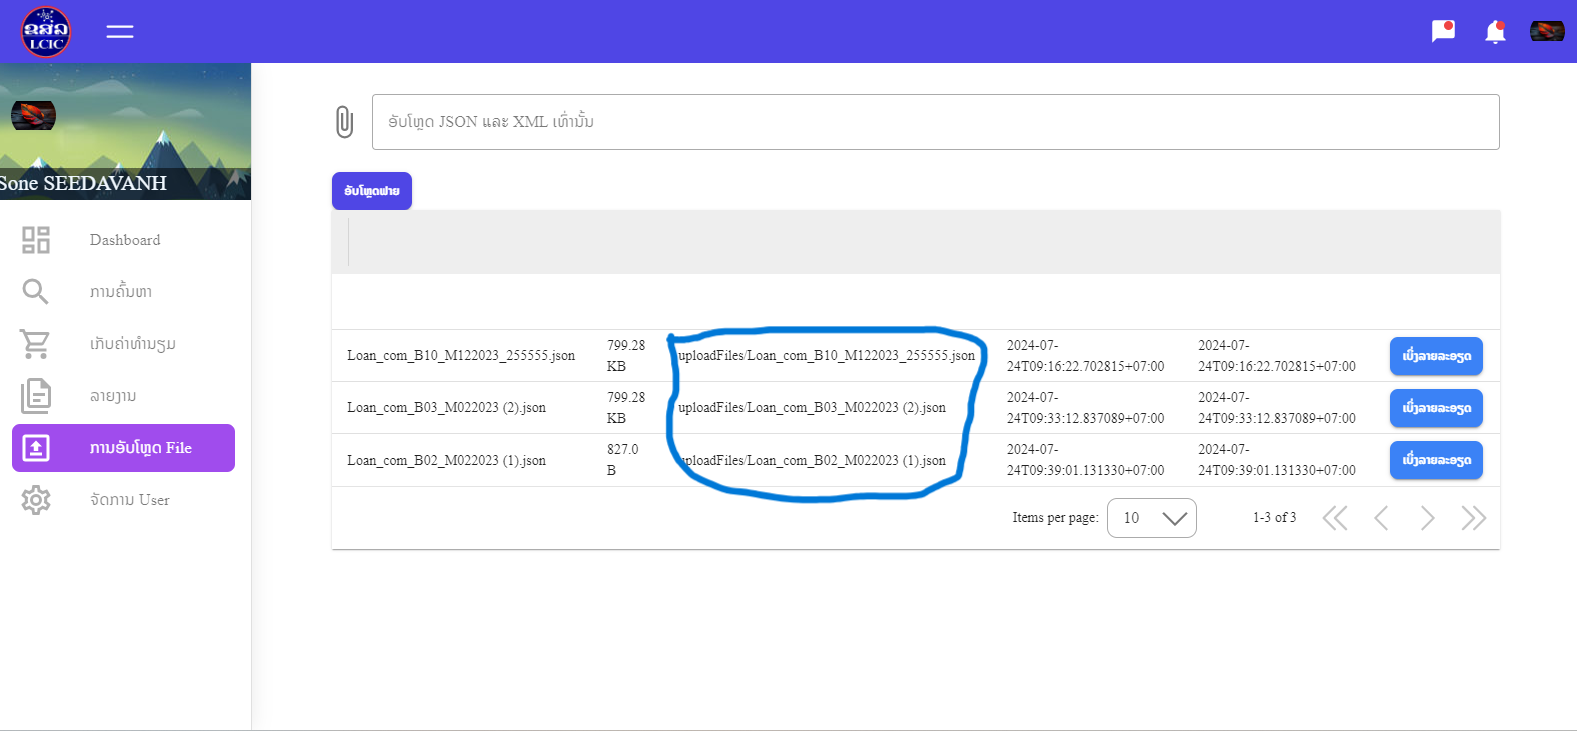 ຂສລ
LCIC
ອັບໂຫຼດ JSON ແລະ XML ເທົ່ານັ້ນ
Sone SEEDAVANH
ອັບໂຫຼດຟາຍ
Dashboard
ການຄົ້ນຫາ
ເກັບຄ່າທຳນຽມ
ລາຍງານ
ການອັບໂຫຼດ File
ຈັດການ User
Loan_com_B10_M122023_255555.json 799.28 KB uploadFiles/Loan_com_B10_M122023_255555.json 2024-07-24T09:16:22.702815+07:00 2024-07-24T09:16:22.702815+07:00 ເບິ່ງລາຍລະອຽດ
Loan_com_B03_M022023 (2).json 799.28 KB uploadFiles/Loan_com_B03_M022023 (2).json 2024-07-24T09:33:12.837089+07:00 2024-07-24T09:33:12.837089+07:00 ເບິ່ງລາຍລະອຽດ
Loan_com_B02_M022023 (1).json 827.0 B uploadFiles/Loan_com_B02_M022023 (1).json 2024-07-24T09:39:01.131330+07:00 2024-07-24T09:39:01.131330+07:00 ເບິ່ງລາຍລະອຽດ
Items per page: 10 1-3 of 3